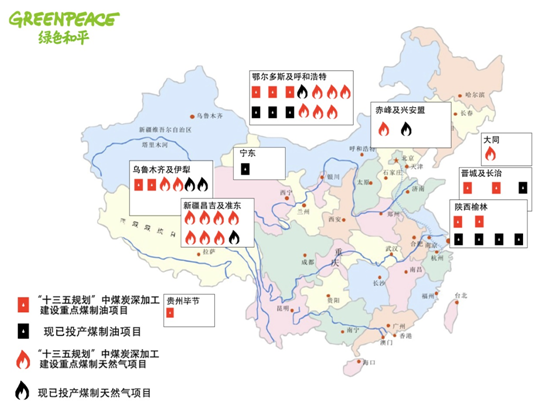 GREENPEACE
绿色和平
鄂尔多斯及呼和浩特
赤峰及兴安盟
大同
宁东
晋城及长治
乌鲁木齐及伊犁
陕西榆林
新疆昌吉及准东
贵州毕节
哈尔滨
长春
乌鲁木齐
新疆维吾尔自治区
塔里木河
呼和浩特
北京
天津
石家庄
银川
太原
济南
西宁
兰州
西安
郑州
合肥
南京
拉萨
成都
重庆
武汉
杭州
南昌
长沙
贵阳
福州
台北
昆明
南宁
广州
香港
澳门
海口
“十三五规划”中煤炭深加工
建设重点煤制油项目
现已投产煤制油项目
“十三五规划”中煤炭深加工
建设重点煤制天然气项目
现已投产煤制天然气项目